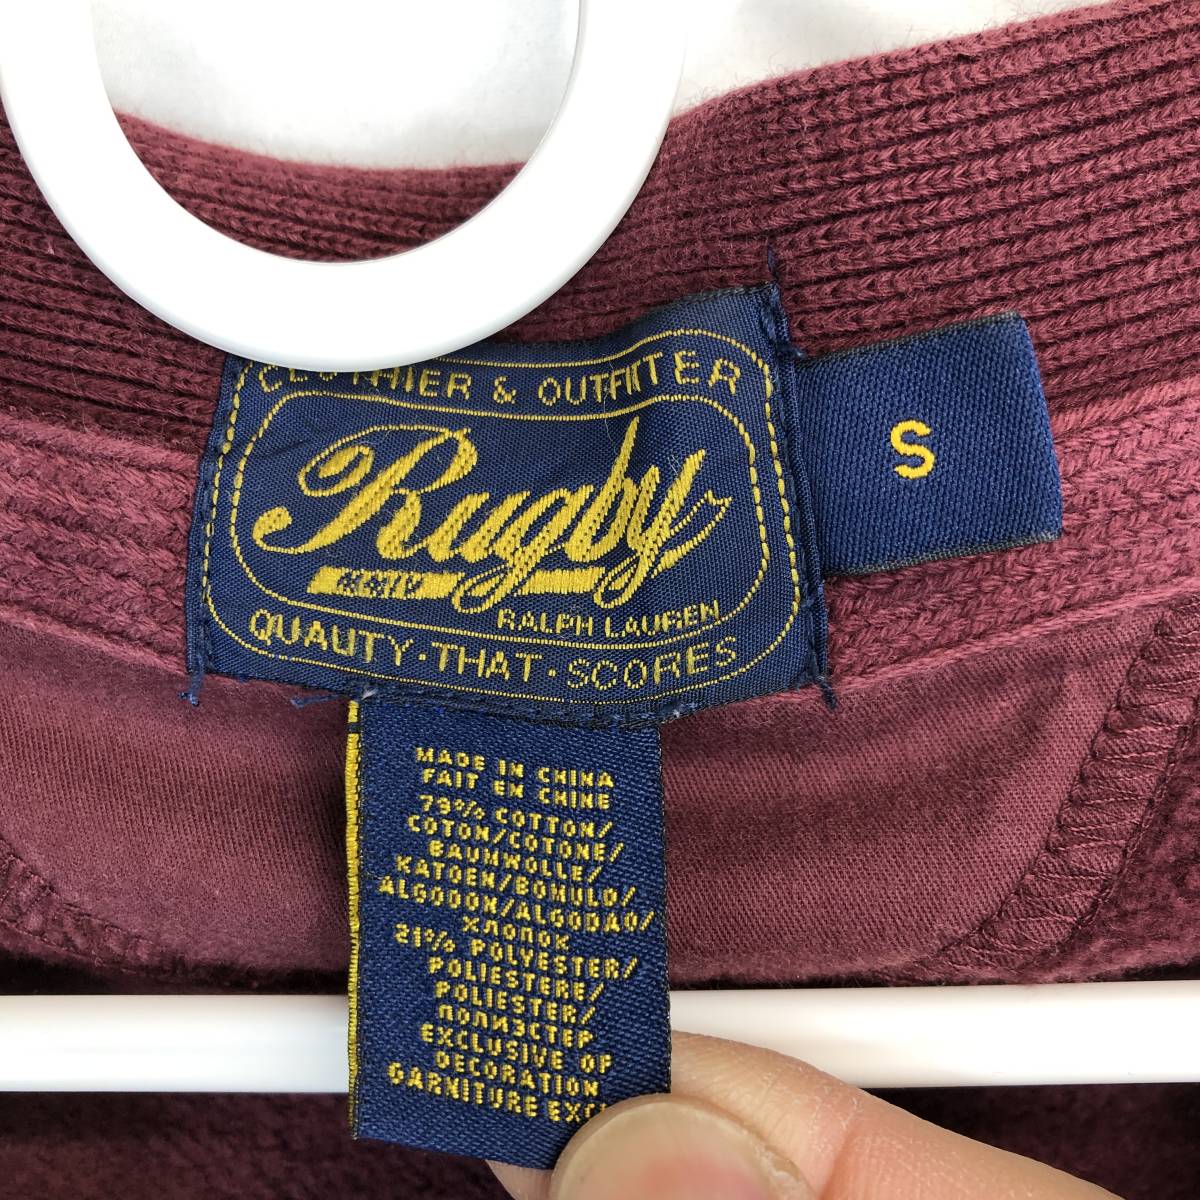 CLOTHIER & OUTFITTER
Rugby
MMIV
RALPH LAUREN
QUALITY·THAT·SCORES
S
MADE IN CHINA
FAIT EN CHINE
79% COTTON/
COTON/COTONE/
BAUMWOLLE/
KATOEN/BOMULD/
ALGODON/ALGODAO/
ХЛОПОК
21% POLYESTER/
POLIESTERE/
POLIESTER/
ПОЛИЭСТЕР
EXCLUSIVE OF
DECORATION
GARNITURE